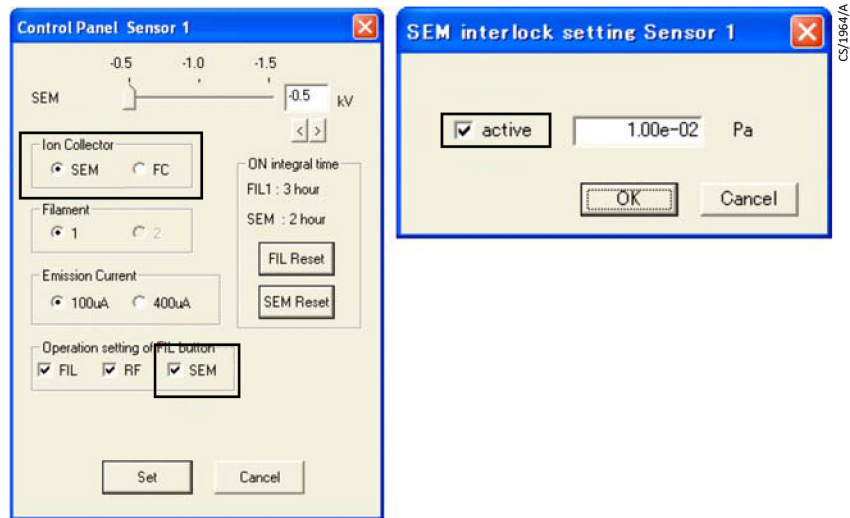 Control Panel Sensor 1
-0.5 -1.0 -1.5
SEM
-0.5 kV
< >
Ion Collector
SEM FC
Filament
1 2
Emission Current
100uA 400uA
ON integral time
FIL1 : 3 hour
SEM : 2 hour
FIL Reset
SEM Reset
Operation setting of FIL button
FIL RF SEM
Set Cancel
SEM interlock setting Sensor 1
active 1.00e-02 Pa
OK Cancel
CS/1964/A